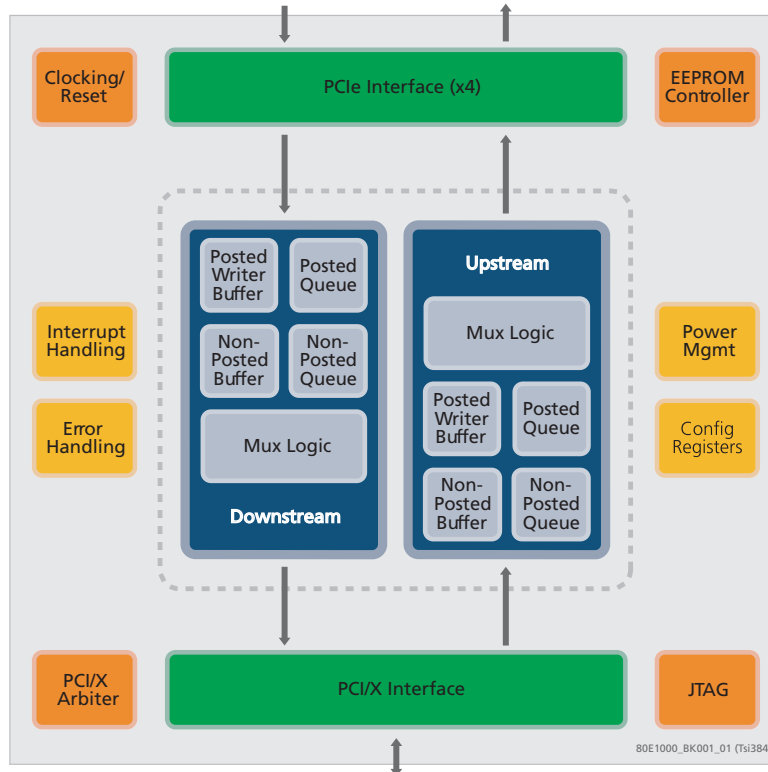 Clocking/
Reset
PCIe Interface (x4)
EEPROM
Controller
Posted
Writer
Buffer
Posted
Queue
Non-
Posted
Buffer
Non-
Posted
Queue
Mux Logic
Downstream
Upstream
Mux Logic
Posted
Writer
Buffer
Posted
Queue
Non-
Posted
Buffer
Non-
Posted
Queue
Interrupt
Handling
Error
Handling
Power
Mgmt
Config
Registers
PCI/X
Arbiter
PCI/X Interface
JTAG
80E1000_BK001_01 (Tsi384